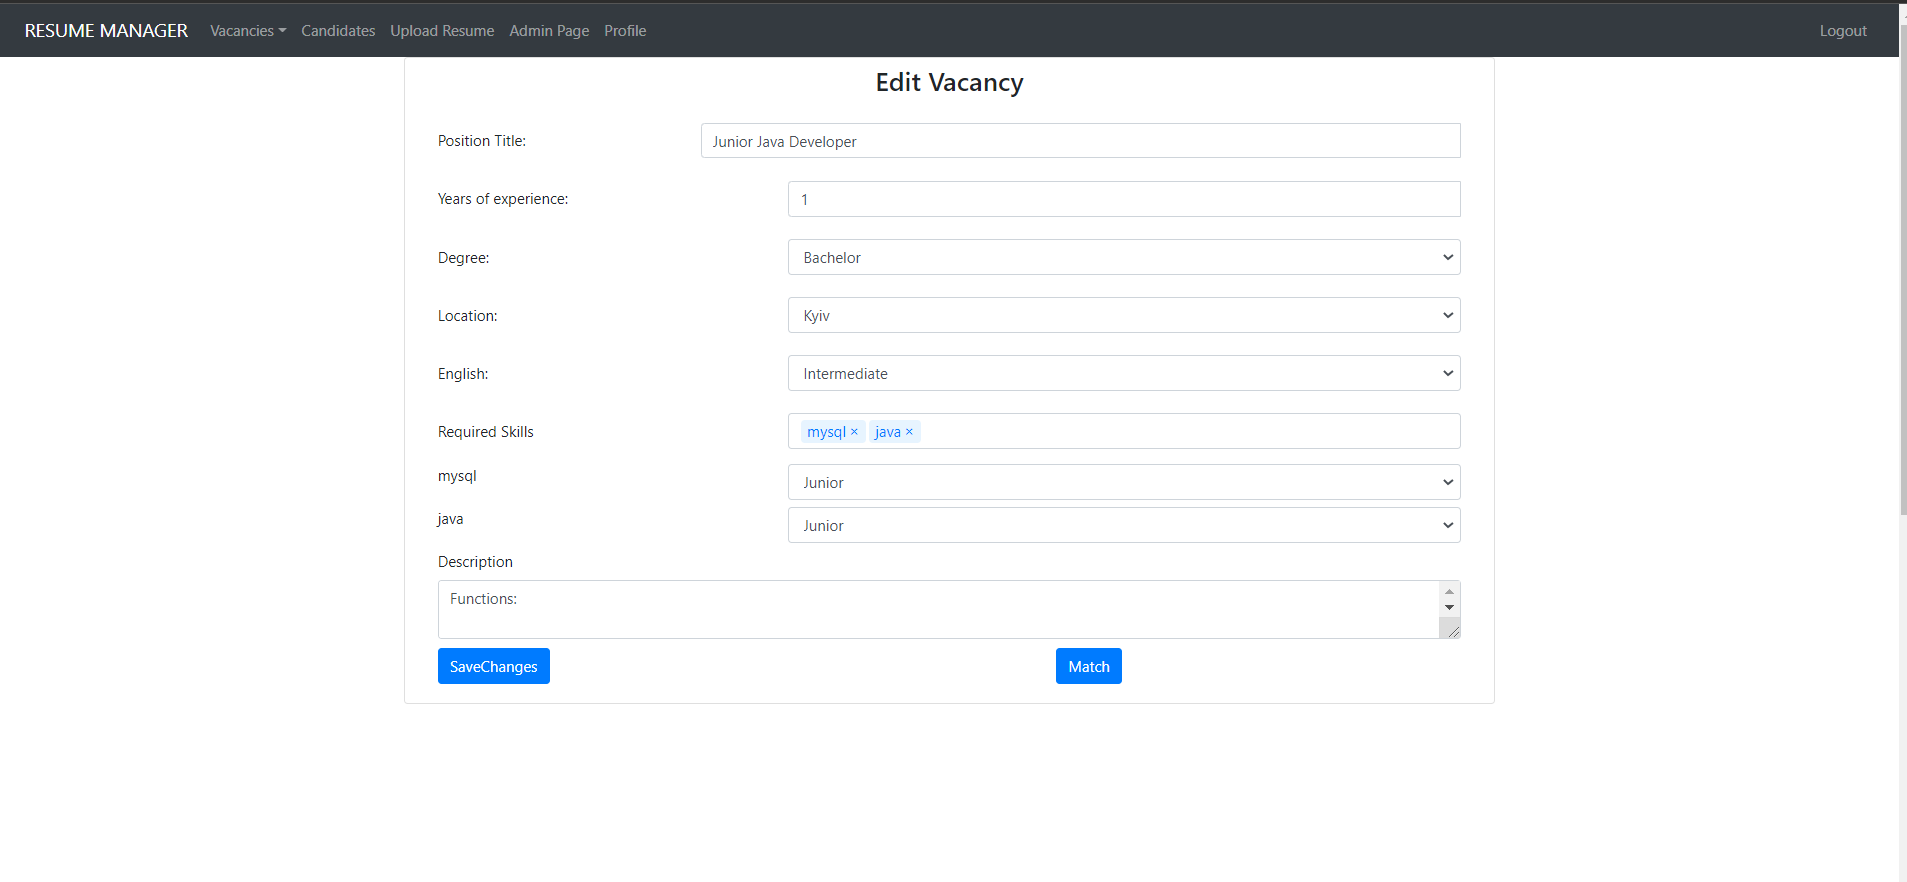 RESUME MANAGER Vacancies Candidates Upload Resume Admin Page Profile Logout
Edit Vacancy
Position Title: Junior Java Developer
Years of experience: 1
Degree: Bachelor
Location: Kyiv
English: Intermediate
Required Skills mysql × java ×
mysql Junior
java Junior
Description
Functions:
SaveChanges Match